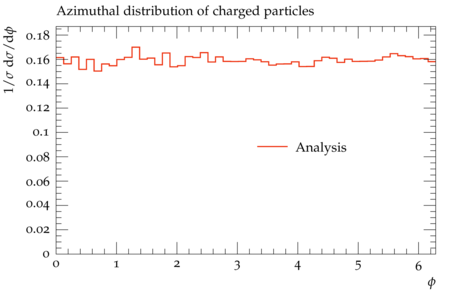 Azimuthal distribution of charged particles
1/σ dσ/dϕ
0.18
0.16
0.14
0.12
0.1
0.08
0.06
0.04
0.02
0
Analysis
0 1 2 3 4 5 6
ϕ